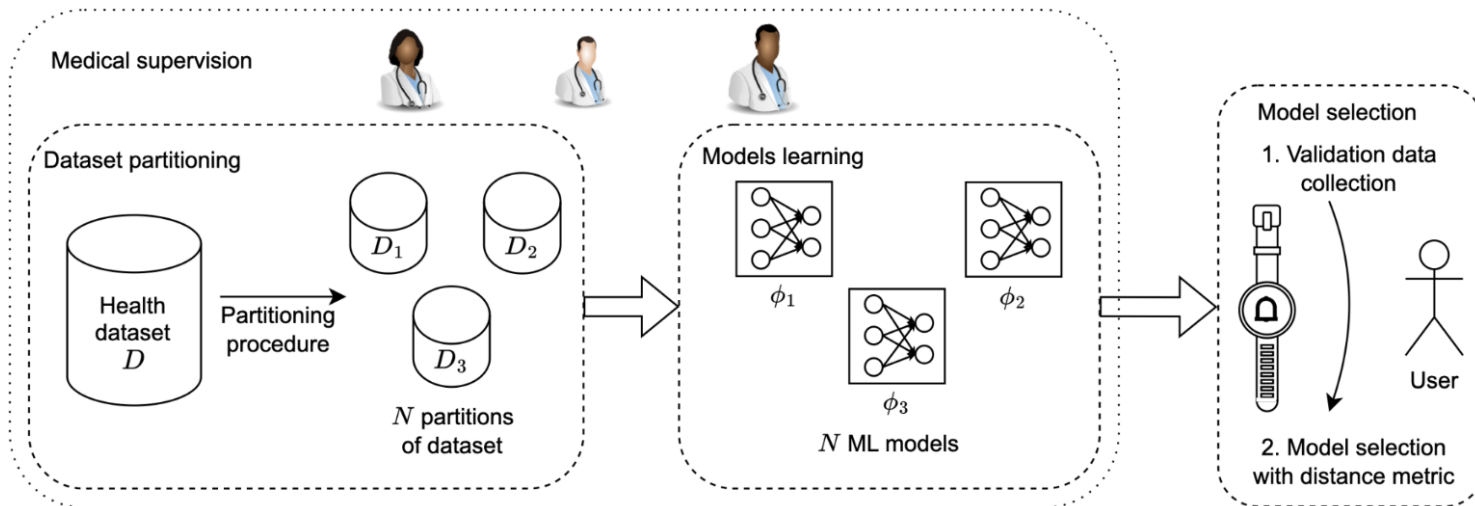 Medical supervision
Dataset partitioning
Health
dataset
D
Partitioning
procedure
D₁
D₂
D₃
N partitions
of dataset
Models learning
ϕ₁
ϕ₂
ϕ₃
N ML models
Model selection
1. Validation data
collection
User
2. Model selection
with distance metric